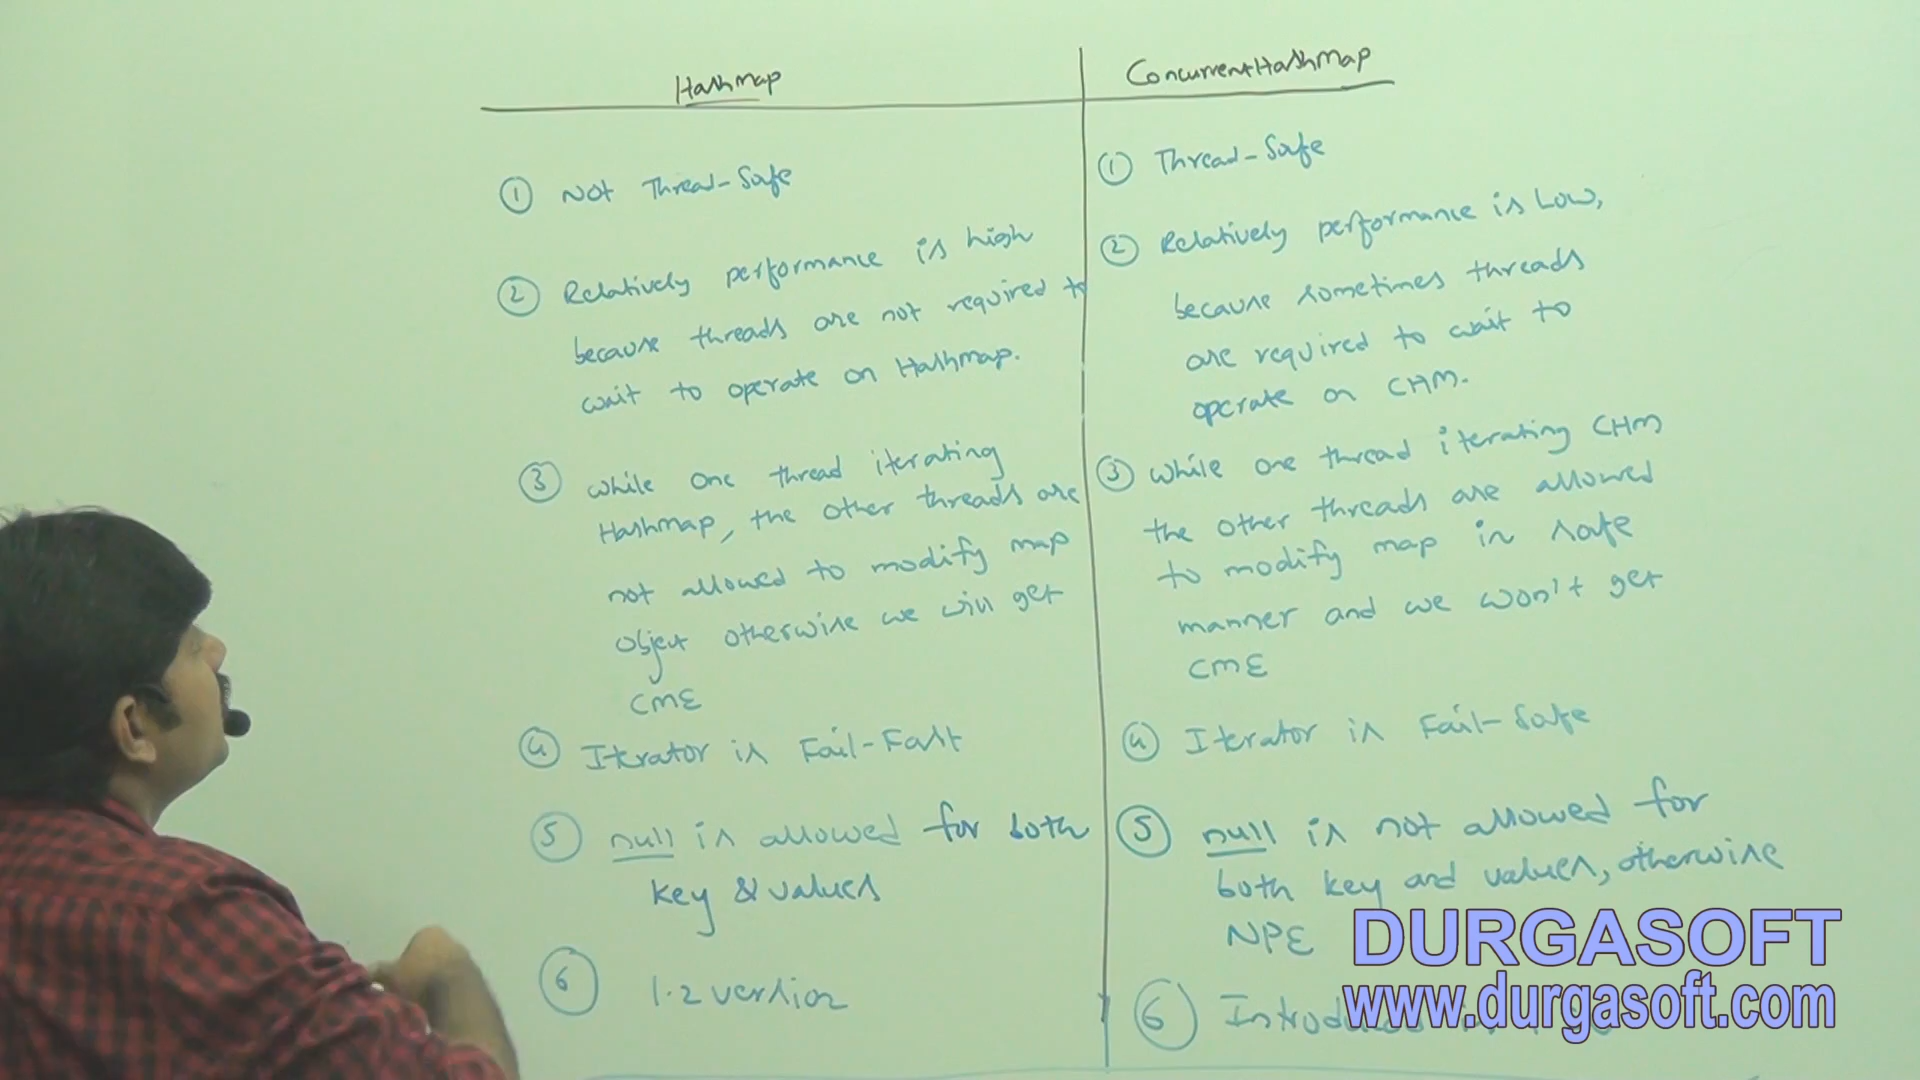 HashMap
① Not Thread-Safe
② Relatively performance is high
because threads are not required to
wait to operate on Hashmap.
③ while one thread iterating
Hashmap, the other threads are
not allowed to modify map
object otherwise we will get
CME
④ Iterator is Fail-Fast
⑤ null is allowed for both
key & values
⑥ 1.2 version
ConcurrentHashMap
① Thread-Safe
② Relatively performance is Low,
because sometimes threads
are required to wait to
operate on CHM.
③ while one thread iterating CHM
the other threads are allowed
to modify map in safe
manner and we won't get
CME
④ Iterator is Fail-Safe
⑤ null is not allowed for
both key and values, otherwise
NPE
⑥ Introduced
DURGASOFT
www.durgasoft.com